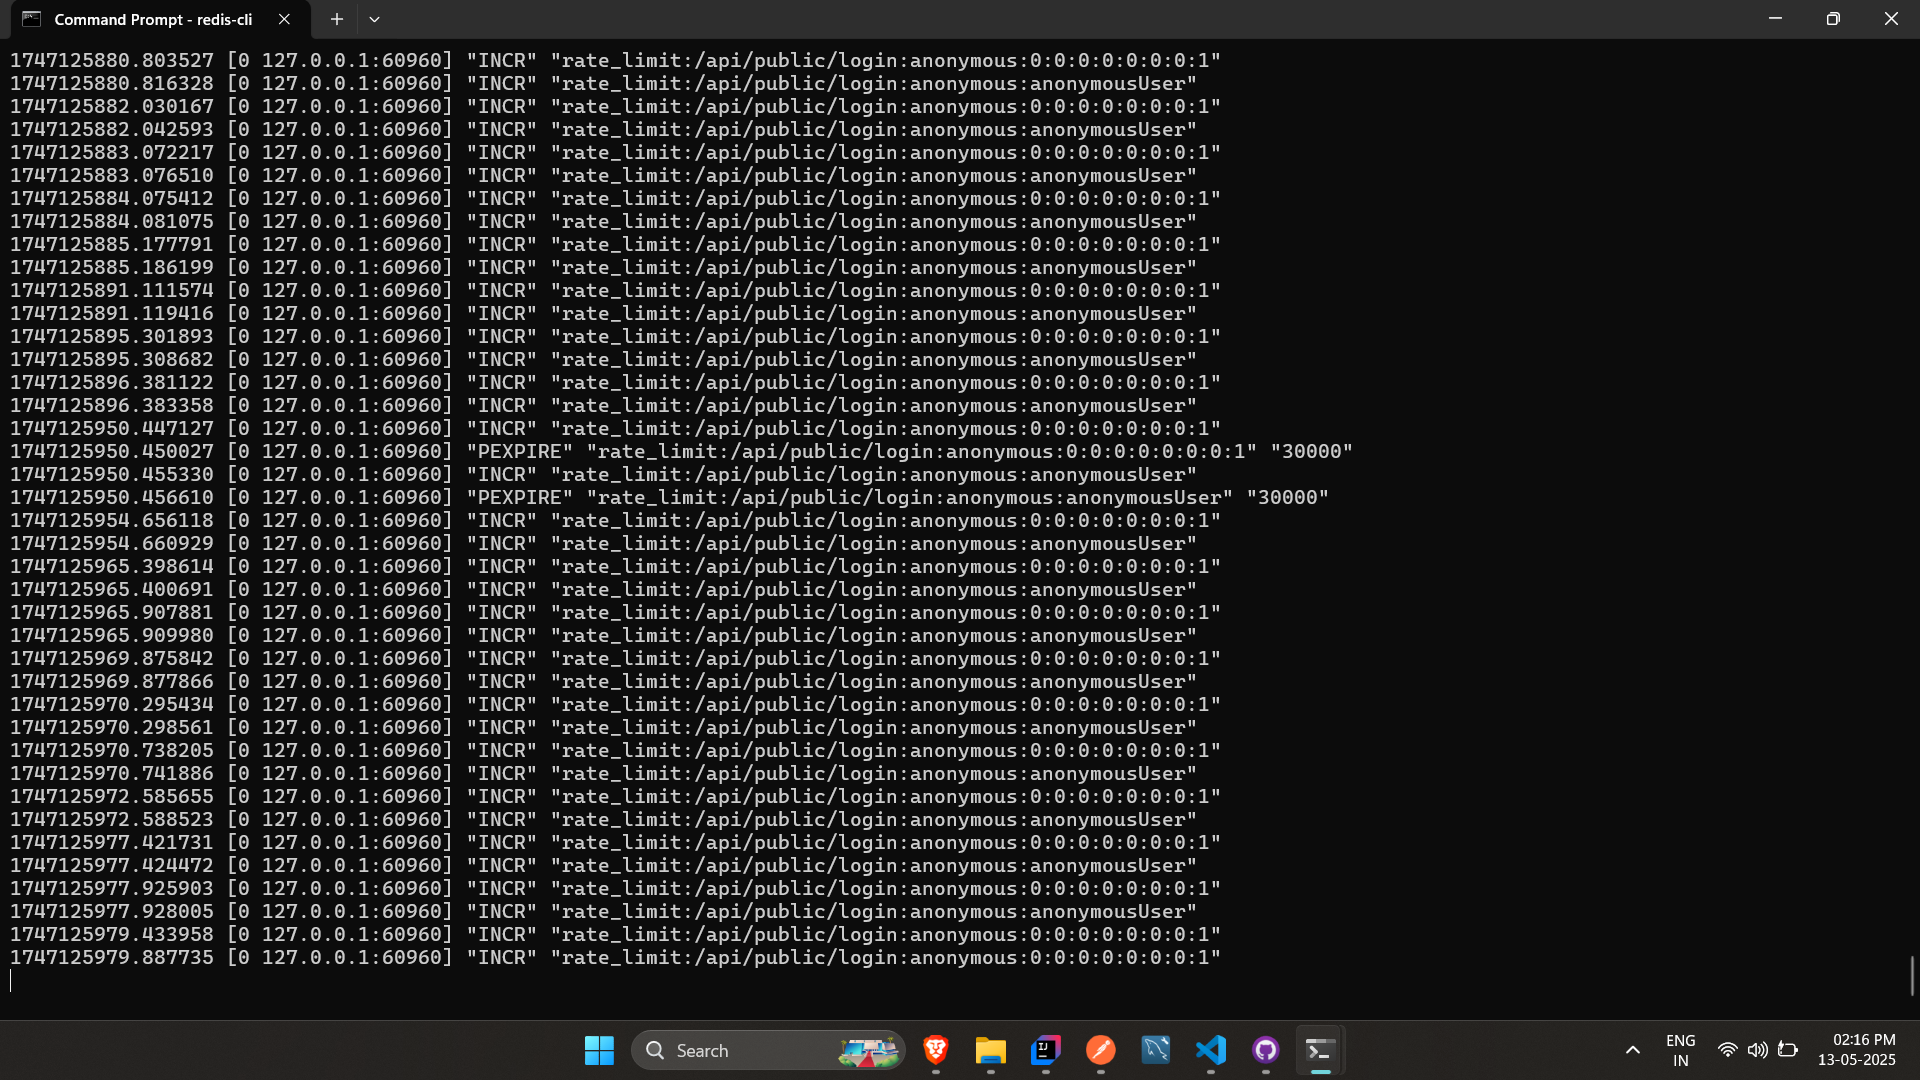 Command Prompt - redis-cli
1747125880.803527 [0 127.0.0.1:60960] "INCR" "rate_limit:/api/public/login:anonymous:0:0:0:0:0:0:0:1"
1747125880.816328 [0 127.0.0.1:60960] "INCR" "rate_limit:/api/public/login:anonymous:anonymousUser"
1747125882.030167 [0 127.0.0.1:60960] "INCR" "rate_limit:/api/public/login:anonymous:0:0:0:0:0:0:0:1"
1747125882.042593 [0 127.0.0.1:60960] "INCR" "rate_limit:/api/public/login:anonymous:anonymousUser"
1747125883.072217 [0 127.0.0.1:60960] "INCR" "rate_limit:/api/public/login:anonymous:0:0:0:0:0:0:0:1"
1747125883.076510 [0 127.0.0.1:60960] "INCR" "rate_limit:/api/public/login:anonymous:anonymousUser"
1747125884.075412 [0 127.0.0.1:60960] "INCR" "rate_limit:/api/public/login:anonymous:0:0:0:0:0:0:0:1"
1747125884.081075 [0 127.0.0.1:60960] "INCR" "rate_limit:/api/public/login:anonymous:anonymousUser"
1747125885.177791 [0 127.0.0.1:60960] "INCR" "rate_limit:/api/public/login:anonymous:0:0:0:0:0:0:0:1"
1747125885.186199 [0 127.0.0.1:60960] "INCR" "rate_limit:/api/public/login:anonymous:anonymousUser"
1747125891.111574 [0 127.0.0.1:60960] "INCR" "rate_limit:/api/public/login:anonymous:0:0:0:0:0:0:0:1"
1747125891.119416 [0 127.0.0.1:60960] "INCR" "rate_limit:/api/public/login:anonymous:anonymousUser"
1747125895.301893 [0 127.0.0.1:60960] "INCR" "rate_limit:/api/public/login:anonymous:0:0:0:0:0:0:0:1"
1747125895.308682 [0 127.0.0.1:60960] "INCR" "rate_limit:/api/public/login:anonymous:anonymousUser"
1747125896.381122 [0 127.0.0.1:60960] "INCR" "rate_limit:/api/public/login:anonymous:0:0:0:0:0:0:0:1"
1747125896.383358 [0 127.0.0.1:60960] "INCR" "rate_limit:/api/public/login:anonymous:anonymousUser"
1747125950.447127 [0 127.0.0.1:60960] "INCR" "rate_limit:/api/public/login:anonymous:0:0:0:0:0:0:0:1"
1747125950.450027 [0 127.0.0.1:60960] "PEXPIRE" "rate_limit:/api/public/login:anonymous:0:0:0:0:0:0:0:1" "30000"
1747125950.455330 [0 127.0.0.1:60960] "INCR" "rate_limit:/api/public/login:anonymous:anonymousUser"
1747125950.456610 [0 127.0.0.1:60960] "PEXPIRE" "rate_limit:/api/public/login:anonymous:anonymousUser" "30000"
1747125954.656118 [0 127.0.0.1:60960] "INCR" "rate_limit:/api/public/login:anonymous:0:0:0:0:0:0:0:1"
1747125954.660929 [0 127.0.0.1:60960] "INCR" "rate_limit:/api/public/login:anonymous:anonymousUser"
1747125965.398614 [0 127.0.0.1:60960] "INCR" "rate_limit:/api/public/login:anonymous:0:0:0:0:0:0:0:1"
1747125965.400691 [0 127.0.0.1:60960] "INCR" "rate_limit:/api/public/login:anonymous:anonymousUser"
1747125965.907881 [0 127.0.0.1:60960] "INCR" "rate_limit:/api/public/login:anonymous:0:0:0:0:0:0:0:1"
1747125965.909980 [0 127.0.0.1:60960] "INCR" "rate_limit:/api/public/login:anonymous:anonymousUser"
1747125969.875842 [0 127.0.0.1:60960] "INCR" "rate_limit:/api/public/login:anonymous:0:0:0:0:0:0:0:1"
1747125969.877866 [0 127.0.0.1:60960] "INCR" "rate_limit:/api/public/login:anonymous:anonymousUser"
1747125970.295434 [0 127.0.0.1:60960] "INCR" "rate_limit:/api/public/login:anonymous:0:0:0:0:0:0:0:1"
1747125970.298561 [0 127.0.0.1:60960] "INCR" "rate_limit:/api/public/login:anonymous:anonymousUser"
1747125970.738205 [0 127.0.0.1:60960] "INCR" "rate_limit:/api/public/login:anonymous:0:0:0:0:0:0:0:1"
1747125970.741886 [0 127.0.0.1:60960] "INCR" "rate_limit:/api/public/login:anonymous:anonymousUser"
1747125972.585655 [0 127.0.0.1:60960] "INCR" "rate_limit:/api/public/login:anonymous:0:0:0:0:0:0:0:1"
1747125972.588523 [0 127.0.0.1:60960] "INCR" "rate_limit:/api/public/login:anonymous:anonymousUser"
1747125977.421731 [0 127.0.0.1:60960] "INCR" "rate_limit:/api/public/login:anonymous:0:0:0:0:0:0:0:1"
1747125977.424472 [0 127.0.0.1:60960] "INCR" "rate_limit:/api/public/login:anonymous:anonymousUser"
1747125977.925903 [0 127.0.0.1:60960] "INCR" "rate_limit:/api/public/login:anonymous:0:0:0:0:0:0:0:1"
1747125977.928005 [0 127.0.0.1:60960] "INCR" "rate_limit:/api/public/login:anonymous:anonymousUser"
1747125979.433958 [0 127.0.0.1:60960] "INCR" "rate_limit:/api/public/login:anonymous:0:0:0:0:0:0:0:1"
1747125979.887735 [0 127.0.0.1:60960] "INCR" "rate_limit:/api/public/login:anonymous:0:0:0:0:0:0:0:1"
Search
IJ
ENG
IN
02:16 PM
13-05-2025